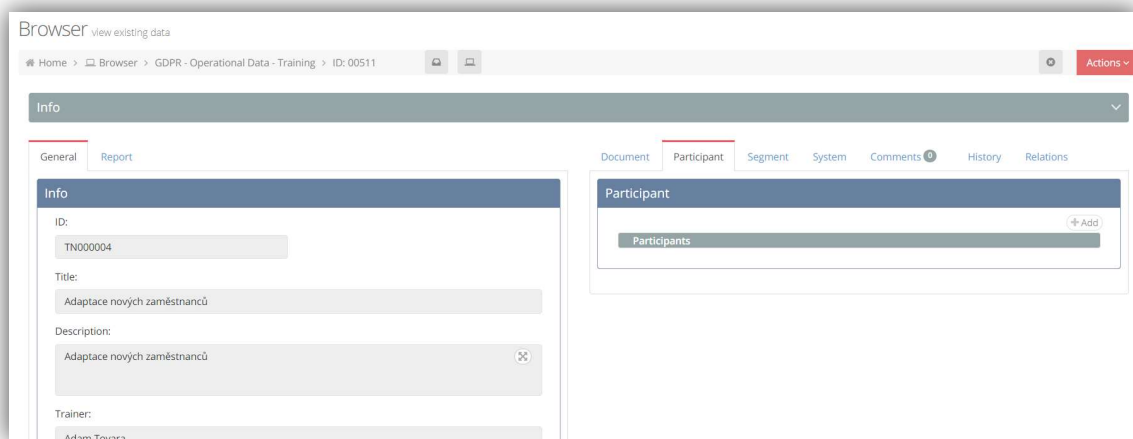 Browser view existing data
Home > Browser > GDPR - Operational Data - Training > ID: 00511
Actions
Info
General Report
Document Participant Segment System Comments 0 History Relations
Info
Participant
ID:
+ Add
TN000004
Participants
Title:
Adaptace nových zaměstnanců
Description:
Adaptace nových zaměstnanců
Trainer:
Adam Tovara